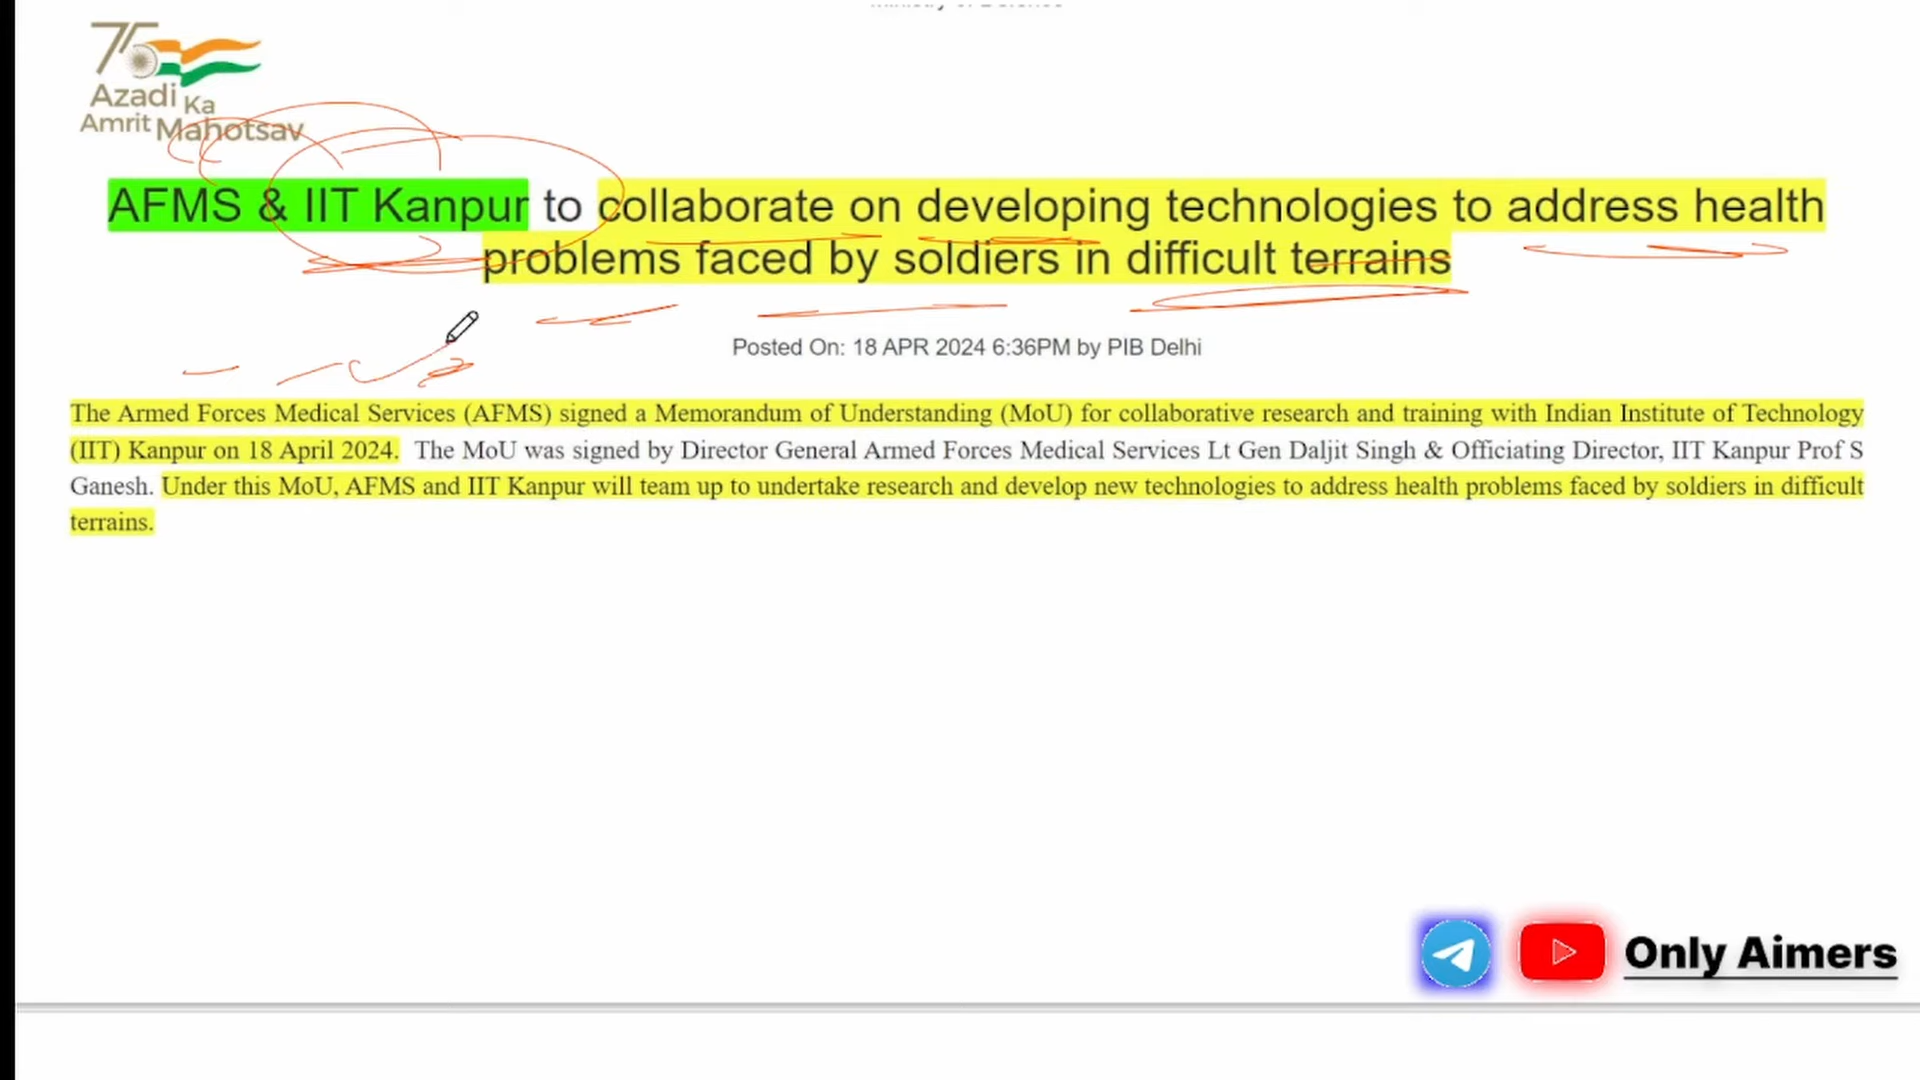 Ministry of Defence
75
Azadi Ka
Amrit Mahotsav
AFMS & IIT Kanpur to collaborate on developing technologies to address health
problems faced by soldiers in difficult terrains
Posted On: 18 APR 2024 6:36PM by PIB Delhi
The Armed Forces Medical Services (AFMS) signed a Memorandum of Understanding (MoU) for collaborative research and training with Indian Institute of Technology
(IIT) Kanpur on 18 April 2024. The MoU was signed by Director General Armed Forces Medical Services Lt Gen Daljit Singh & Officiating Director, IIT Kanpur Prof S
Ganesh. Under this MoU, AFMS and IIT Kanpur will team up to undertake research and develop new technologies to address health problems faced by soldiers in difficult
terrains.
Only Aimers